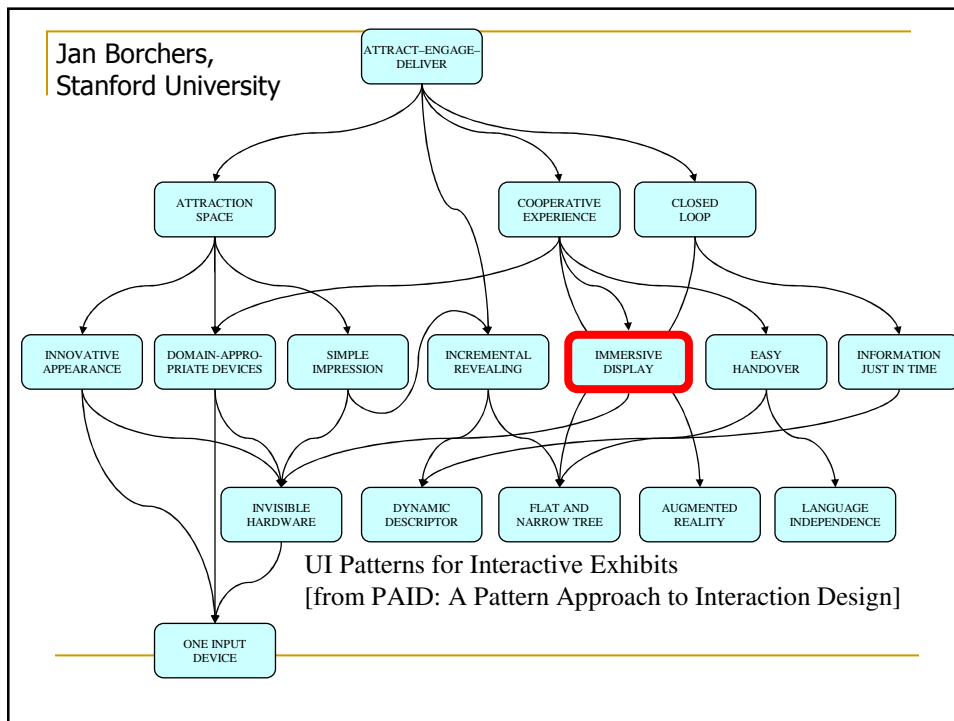 Jan Borchers,
Stanford University
ATTRACT–ENGAGE–
DELIVER
ATTRACTION
SPACE
COOPERATIVE
EXPERIENCE
CLOSED
LOOP
INNOVATIVE
APPEARANCE
DOMAIN-APPRO-
PRIATE DEVICES
SIMPLE
IMPRESSION
INCREMENTAL
REVEALING
IMMERSIVE
DISPLAY
EASY
HANDOVER
INFORMATION
JUST IN TIME
INVISIBLE
HARDWARE
DYNAMIC
DESCRIPTOR
FLAT AND
NARROW TREE
AUGMENTED
REALITY
LANGUAGE
INDEPENDENCE
UI Patterns for Interactive Exhibits
[from PAID: A Pattern Approach to Interaction Design]
ONE INPUT
DEVICE